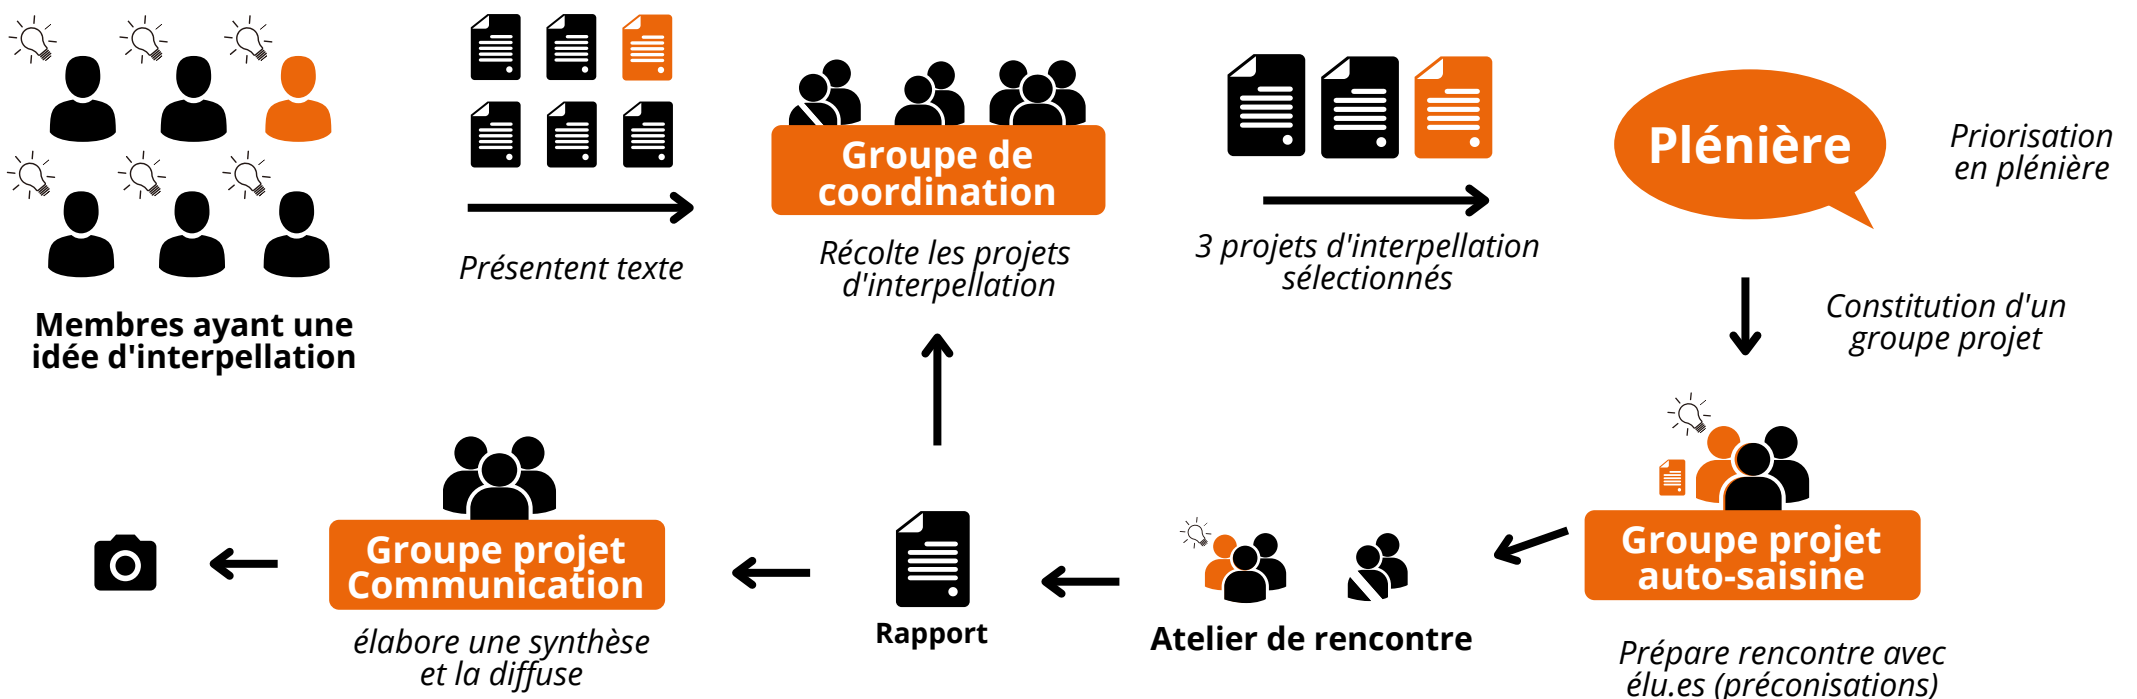 Membres ayant une
idée d'interpellation
Présentent texte
Groupe de
coordination
Récolte les projets
d'interpellation
3 projets d'interpellation
sélectionnés
Plénière
Priorisation
en plénière
Constitution d'un
groupe projet
Groupe projet
auto-saisine
Prépare rencontre avec
élu.es (préconisations)
Atelier de rencontre
Rapport
Groupe projet
Communication
élabore une synthèse
et la diffuse